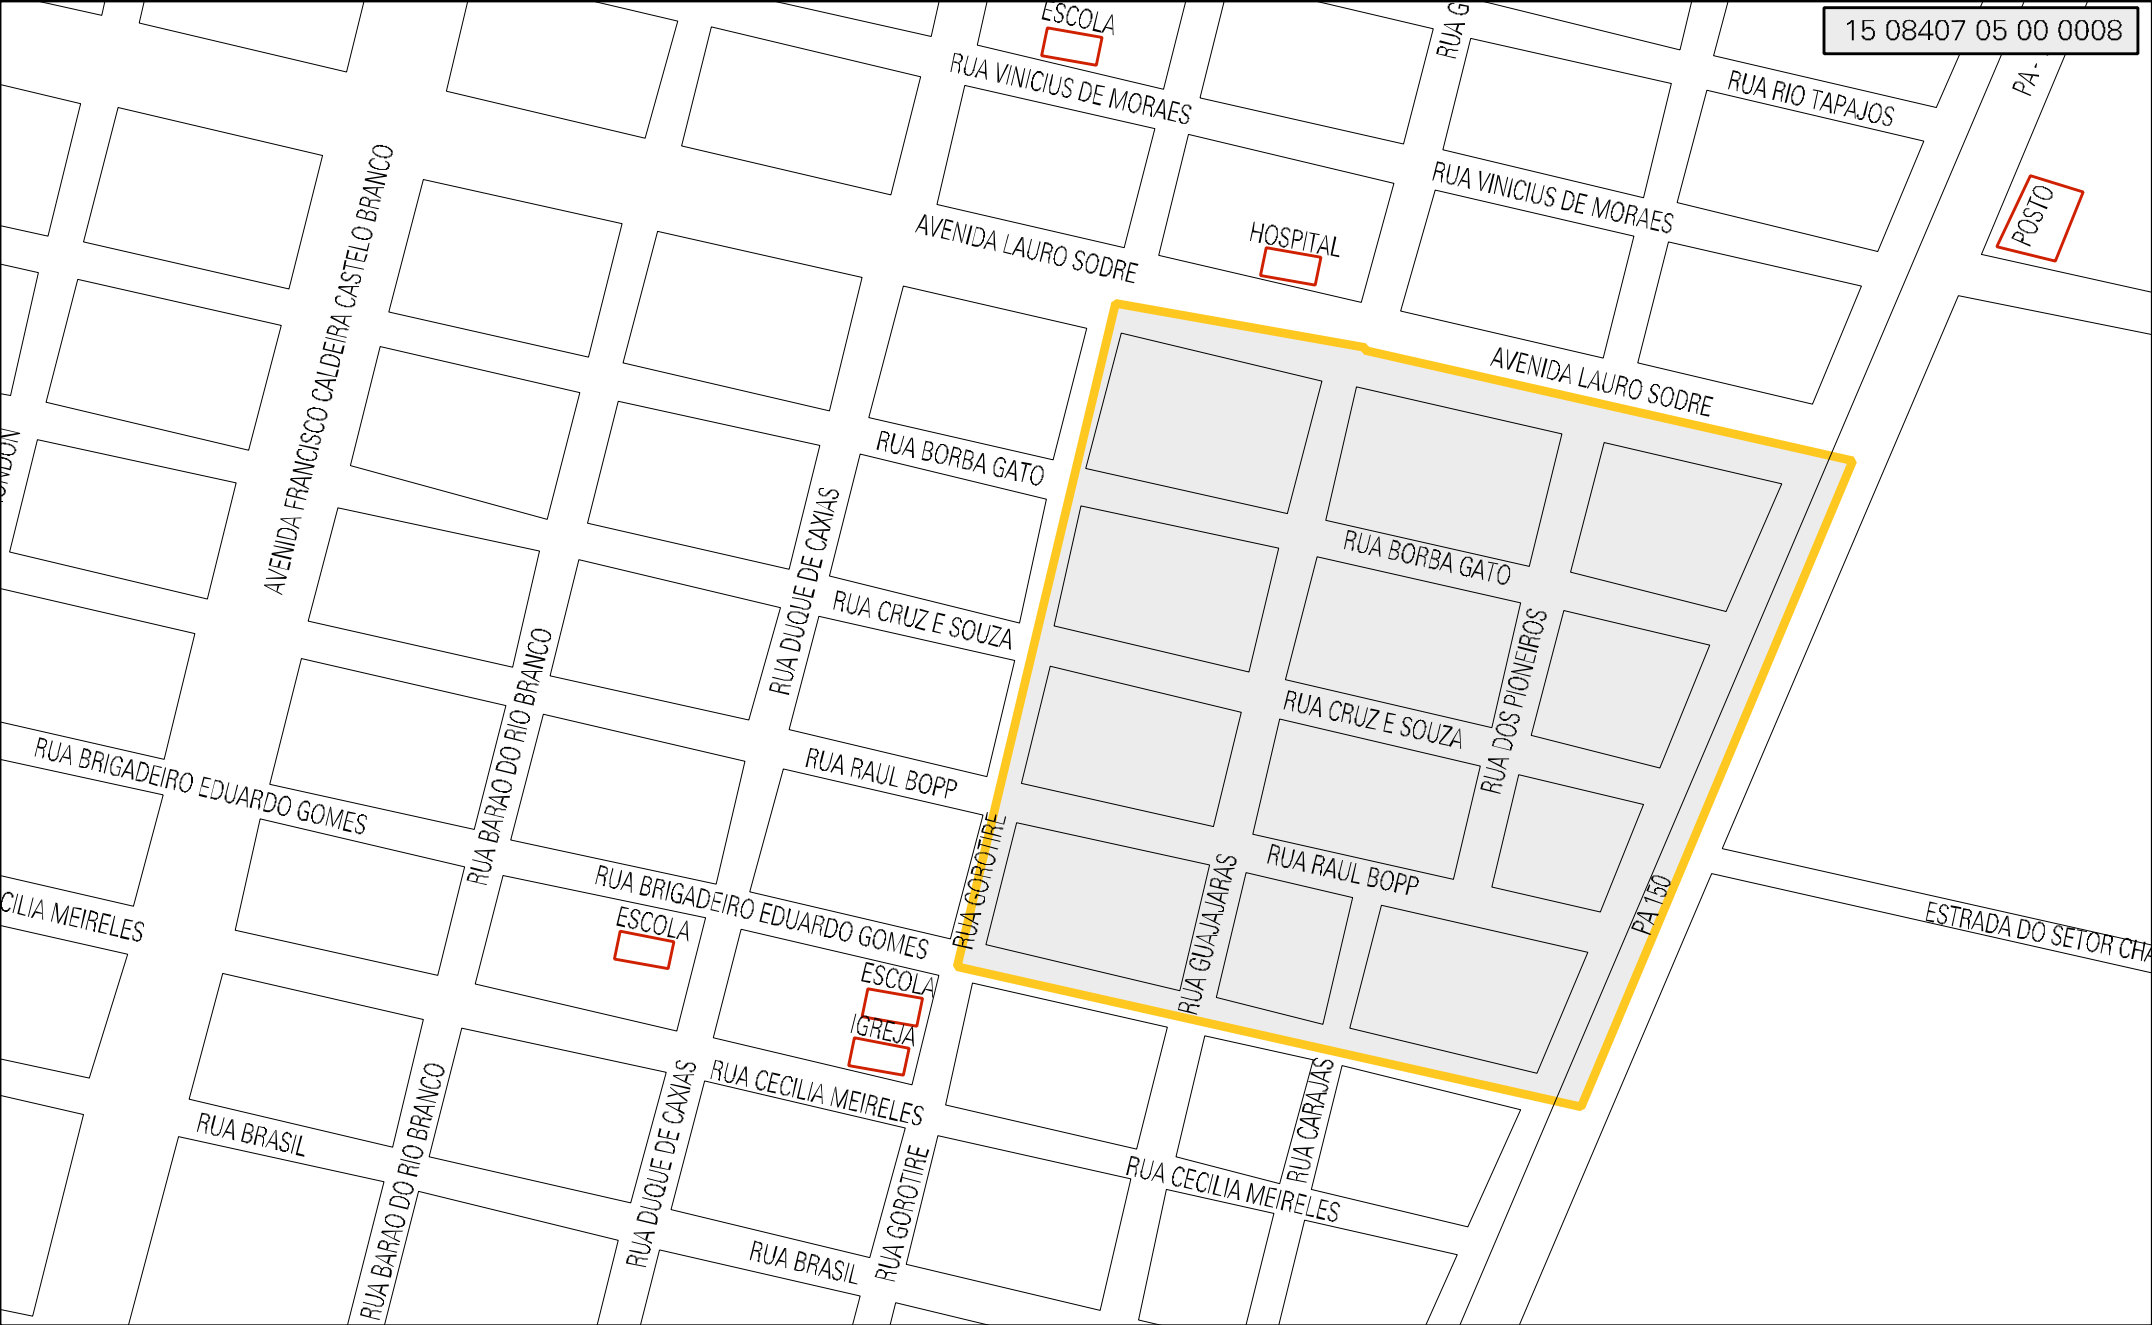 ESCOLA
RUA G
15 08407 05 00 0008
RUA VINICIUS DE MORAES
PA-
RUA RIO TAPAJOS
AVENIDA FRANCISCO CALDEIRA CASTELO BRANCO
RUA VINICIUS DE MORAES
POSTO
AVENIDA LAURO SODRE
HOSPITAL
AVENIDA LAURO SODRE
ONDON
RUA BORBA GATO
RUA DUQUE DE CAXIAS
RUA BORBA GATO
RUA CRUZ E SOUZA
RUA DOS PIONEIROS
RUA BARAO DO RIO BRANCO
RUA CRUZ E SOUZA
RUA BRIGADEIRO EDUARDO GOMES
RUA RAUL BOPP
RUA GOROTIRE
RUA RAUL BOPP
RUA GUAJAJARAS
PA 150
CILIA MEIRELES
RUA BRIGADEIRO EDUARDO GOMES
ESTRADA DO SETOR CHA
ESCOLA
ESCOLA
IGREJA
RUA CECILIA MEIRELES
RUA CARAJAS
RUA BRASIL
RUA BARAO DO RIO BRANCO
RUA DUQUE DE CAXIAS
RUA GOROTIRE
RUA CECILIA MEIRELES
RUA BRASIL